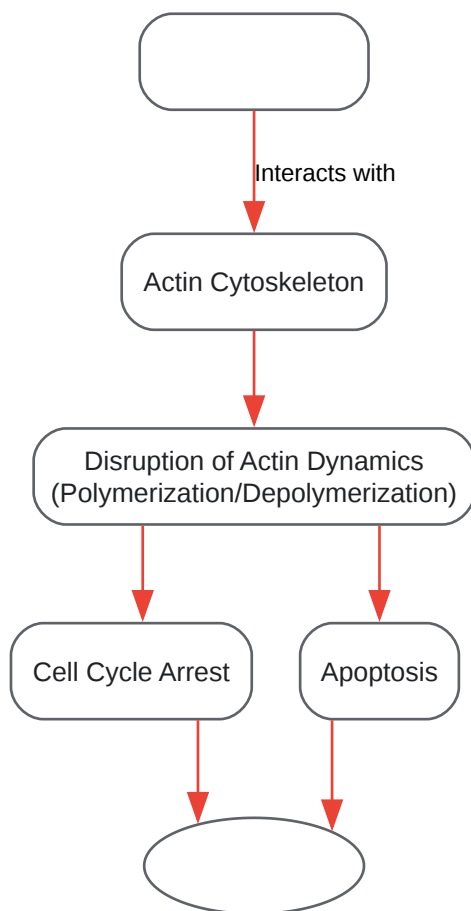 Interacts with
Actin Cytoskeleton
Disruption of Actin Dynamics
(Polymerization/Depolymerization)
Cell Cycle Arrest
Apoptosis